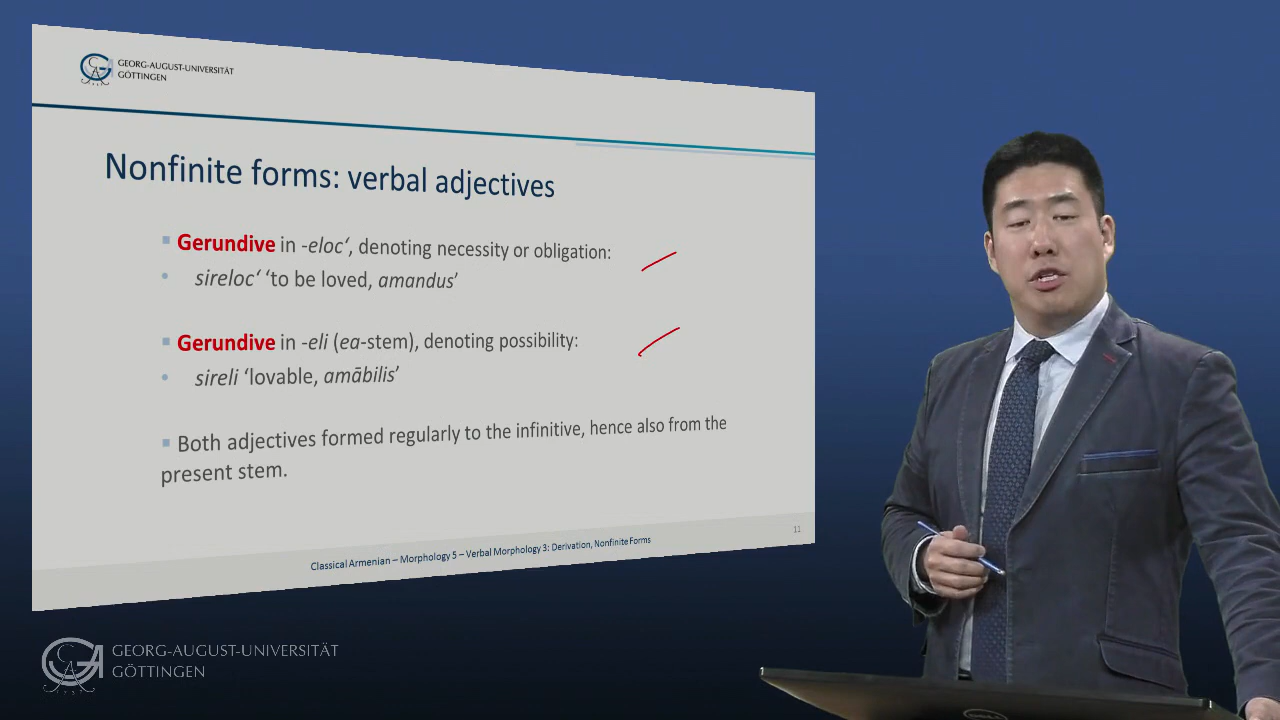 GEORG-AUGUST-UNIVERSITÄT
GÖTTINGEN
Nonfinite forms: verbal adjectives
Gerundive in -eloc‘, denoting necessity or obligation:
sireloc‘ ‘to be loved, amandus’
Gerundive in -eli (ea-stem), denoting possibility:
sireli ‘lovable, amābilis’
Both adjectives formed regularly to the infinitive, hence also from the
present stem.
11
Classical Armenian – Morphology 5 – Verbal Morphology 3: Derivation, Nonfinite Forms
GEORG-AUGUST-UNIVERSITÄT
GÖTTINGEN